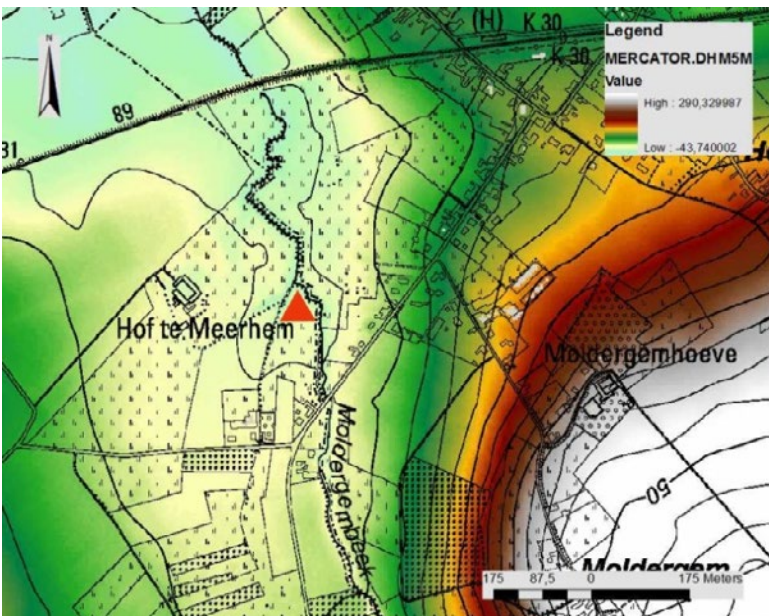 N
(H)
K 30
K 30
89
31
Legend
MERCATOR.DHM5M
Value
High : 290,329987
Low : -43,740002
Hof te Meerhem
Moldergemhoeve
Moldergembeek
50
Moldergem
175 87,5 0 175 Meters